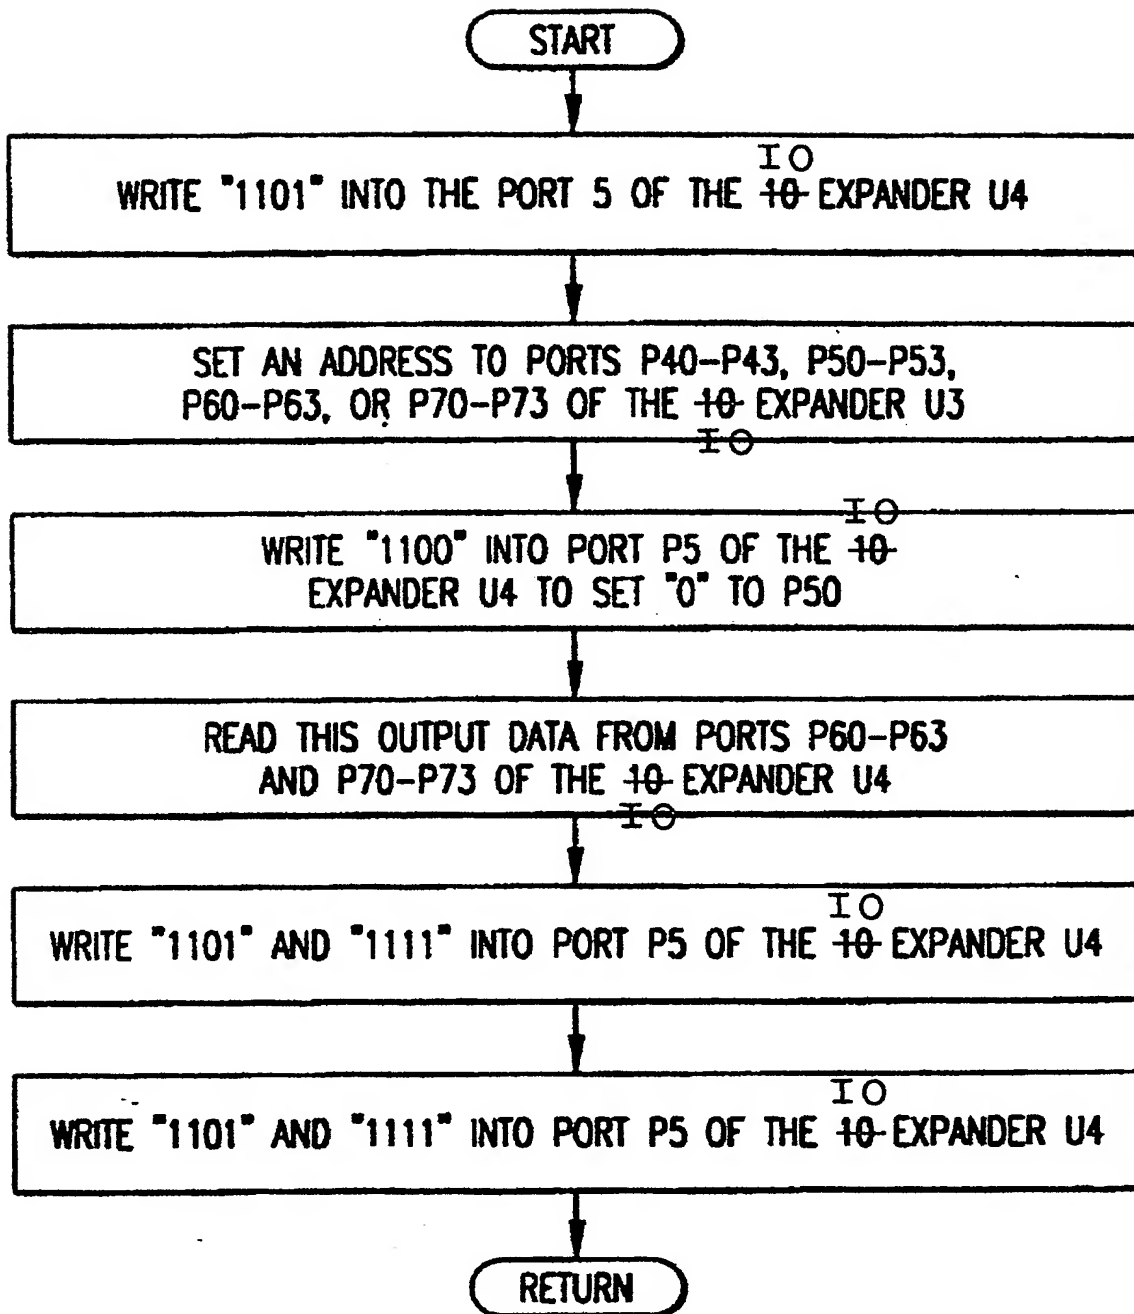 START
IO
WRITE "1101" INTO THE PORT 5 OF THE 10 EXPANDER U4
SET AN ADDRESS TO PORTS P40-P43, P50-P53,
P60-P63, OR P70-P73 OF THE 10 EXPANDER U3
IO
IO
WRITE "1100" INTO PORT P5 OF THE 10
EXPANDER U4 TO SET "0" TO P50
READ THIS OUTPUT DATA FROM PORTS P60-P63
AND P70-P73 OF THE 10 EXPANDER U4
IO
IO
WRITE "1101" AND "1111" INTO PORT P5 OF THE 10 EXPANDER U4
IO
WRITE "1101" AND "1111" INTO PORT P5 OF THE 10 EXPANDER U4
RETURN